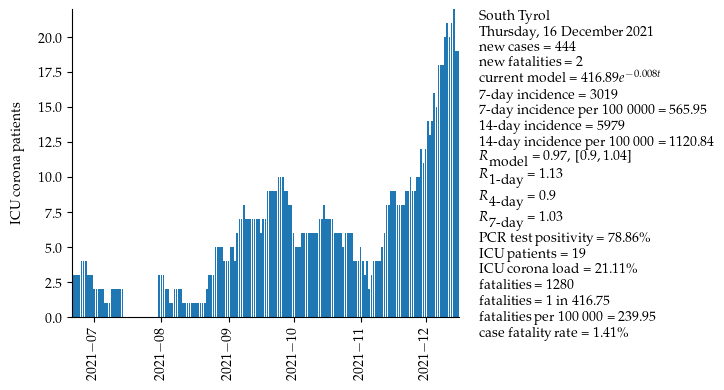 ICU corona patients
20.0
17.5
15.0
12.5
10.0
7.5
5.0
2.5
0.0
2021−07
2021−08
2021−09
2021−10
2021−11
2021−12
South Tyrol
Thursday, 16 December 2021
new cases = 444
new fatalities = 2
current model = 416.89e^−0.008t
7-day incidence = 3019
7-day incidence per 100 0000 = 565.95
14-day incidence = 5979
14-day incidence per 100 000 = 1120.84
R_model = 0.97, [0.9, 1.04]
R_1-day = 1.13
R_4-day = 0.9
R_7-day = 1.03
PCR test positivity = 78.86%
ICU patients = 19
ICU corona load = 21.11%
fatalities = 1280
fatalities = 1 in 416.75
fatalities per 100 000 = 239.95
case fatality rate = 1.41%